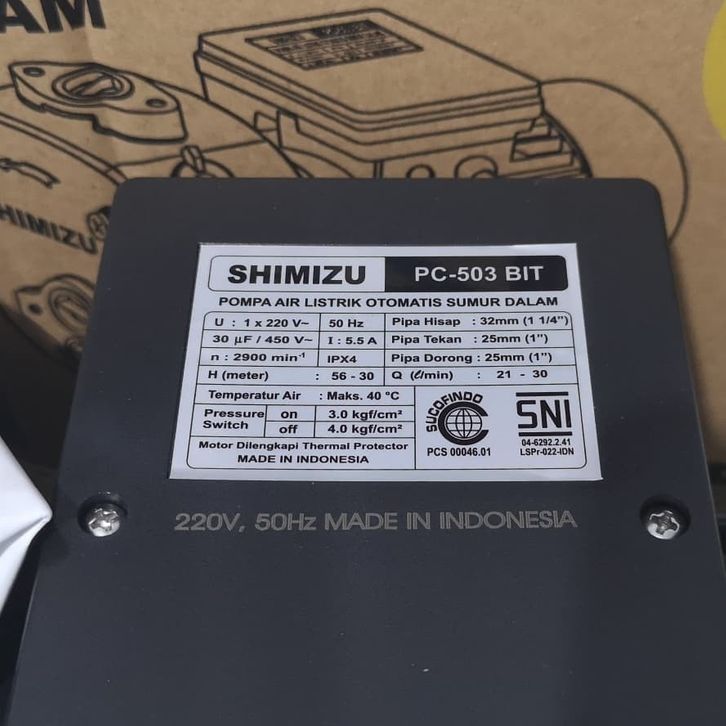 AM
SHIMIZU
SHIMIZU PC-503 BIT
POMPA AIR LISTRIK OTOMATIS SUMUR DALAM
U : 1 x 220 V~ 50 Hz Pipa Hisap : 32mm (1 1/4")
30 µF / 450 V~ I : 5.5 A Pipa Tekan : 25mm (1")
n : 2900 min⁻¹ IPX4 Pipa Dorong : 25mm (1")
H (meter) : 56 - 30 Q (ℓ/min) : 21 - 30
Temperatur Air : Maks. 40 °C
Pressure Switch on 3.0 kgf/cm²
off 4.0 kgf/cm²
Motor Dilengkapi Thermal Protector
MADE IN INDONESIA
SUCOFINDO
PCS 00046.01
SNI
04-6292.2.41
LSPr-022-IDN
220V, 50Hz MADE IN INDONESIA